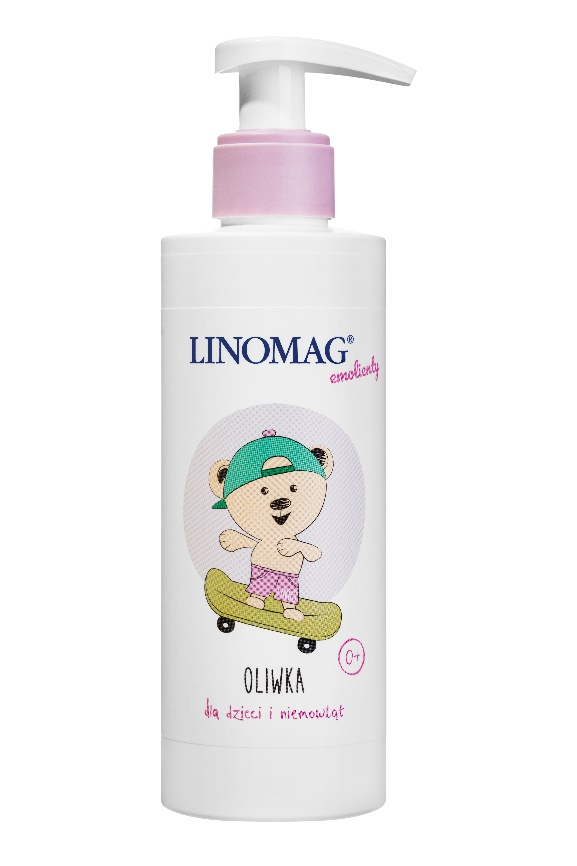 LINOMAG®
emolienty
0+
OLIWKA
dla dzieci i niemowląt